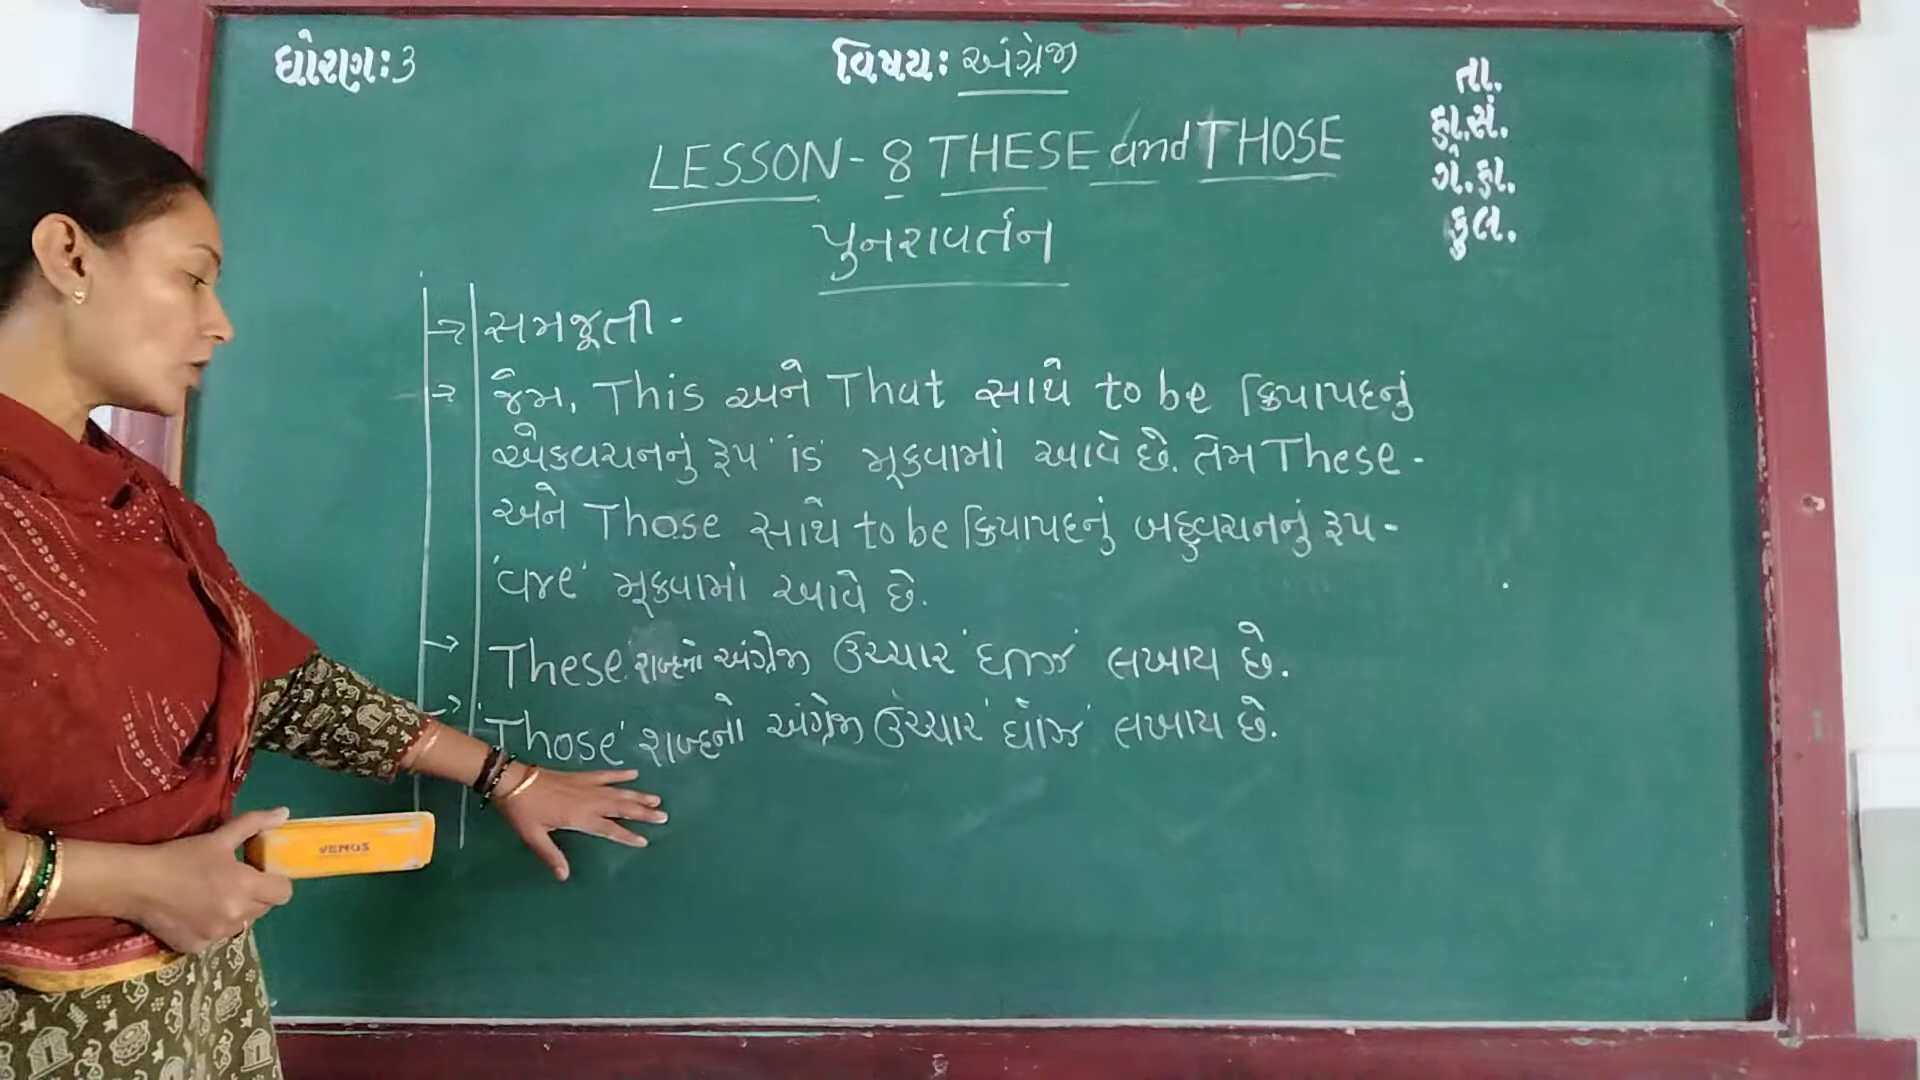 ધોરણઃ 3
વિષયઃ અંગ્રેજી
તા.
હા.સં.
ગે.હા.
કુલ.
LESSON - 8 THESE and THOSE
પુનરાવર્તન
→ સમજૂતી -
→ જેમ, This અને That સાથે to be ક્રિયાપદનું
એકવચનનું રૂપ 'is' મૂકવામાં આવે છે. તેમ These -
અને Those સાથે to be ક્રિયાપદનું બહુવચનનું રૂપ -
'are' મૂકવામાં આવે છે.
→ 'These' શબ્દનો અંગ્રેજી ઉચ્ચાર 'ધીઝ' લખાય છે.
→ 'Those' શબ્દનો અંગ્રેજી ઉચ્ચાર 'ધોઝ' લખાય છે.
VENUS